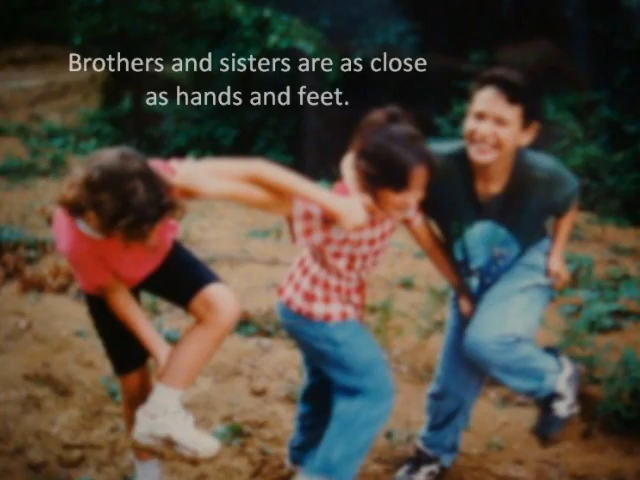 Brothers and sisters are as close
as hands and feet.